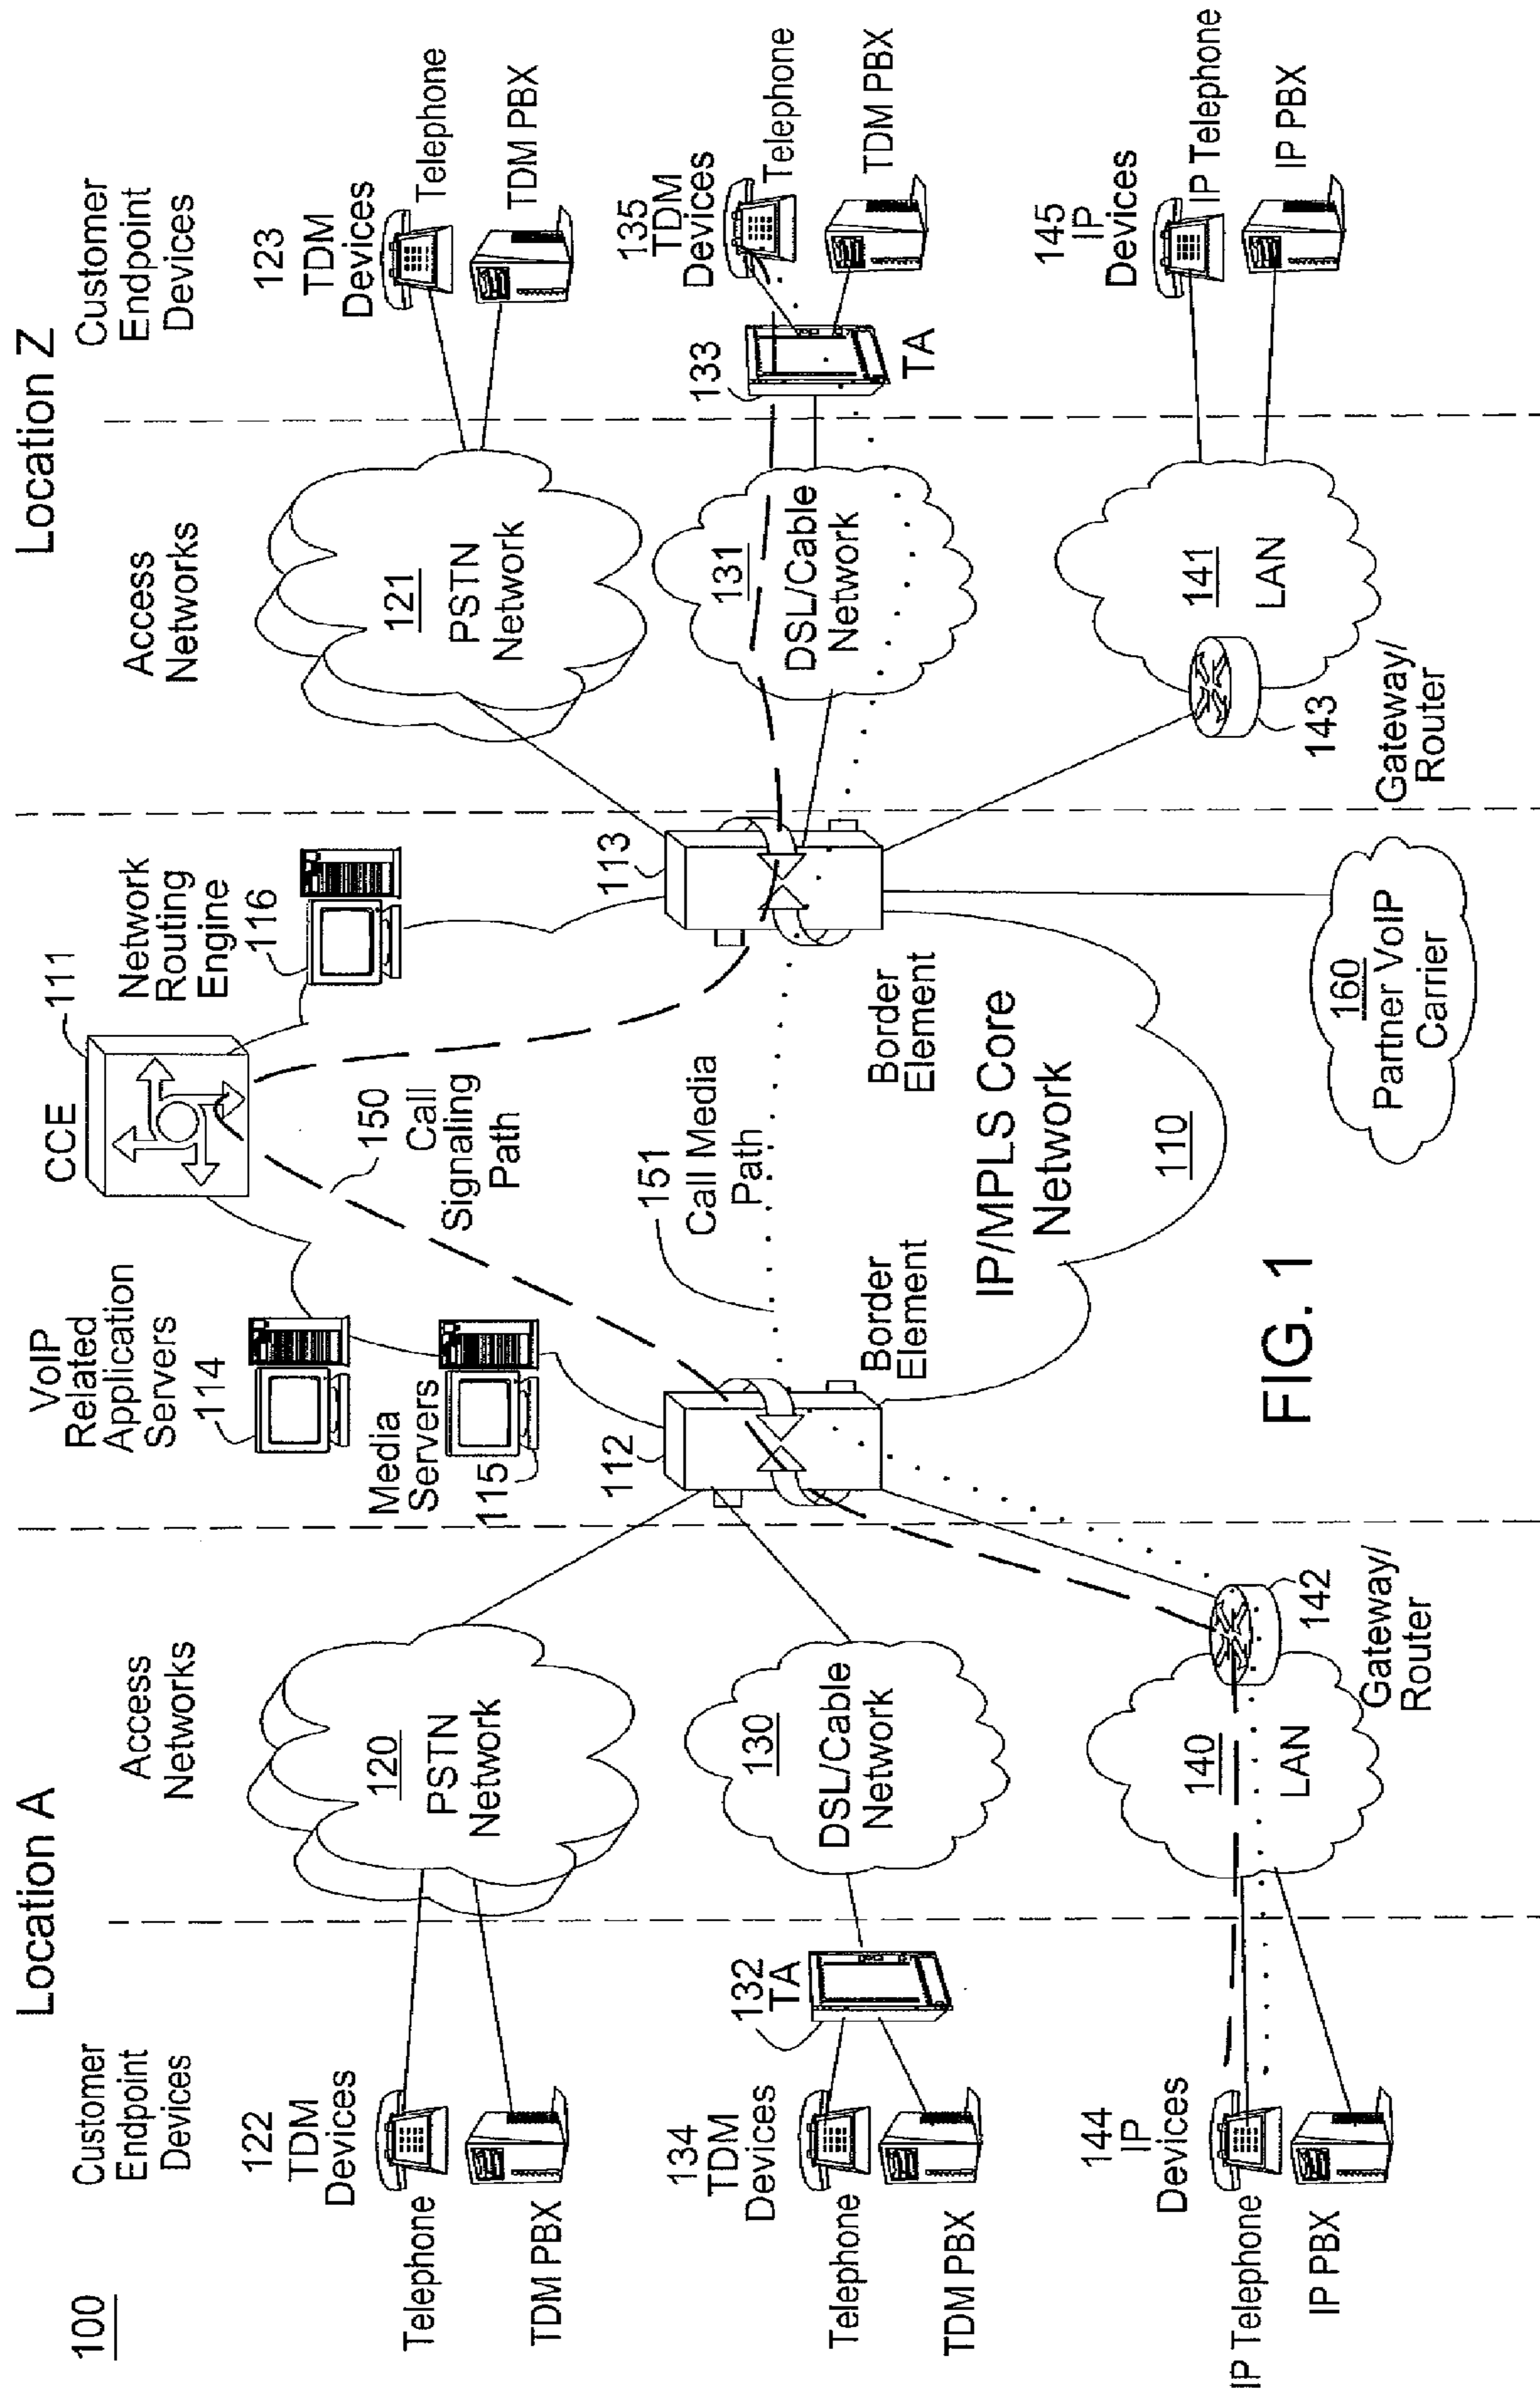 100
Location A
Location Z
Customer
Endpoint
Devices
Access
Networks
VoIP
Related
Application
Servers
114
CCE
111
Network
Routing
Engine
116
Access
Networks
Customer
Endpoint
Devices
122
TDM
Devices
Telephone
TDM PBX
120
PSTN
Network
Media
Servers
115
150
Call
Signaling
Path
121
PSTN
Network
123
TDM
Devices
Telephone
TDM PBX
134
TDM
Devices
Telephone
TDM PBX
132
TA
130
DSL/Cable
Network
112
Border
Element
151
Call Media
Path
113
Border
Element
131
DSL/Cable
Network
133
TA
135
TDM
Devices
Telephone
TDM PBX
IP/MPLS Core
Network
110
144
IP
Devices
IP Telephone
IP PBX
140
LAN
142
Gateway/
Router
160
Partner VoIP
Carrier
141
LAN
143
Gateway/
Router
145
IP
Devices
IP Telephone
IP PBX
FIG. 1